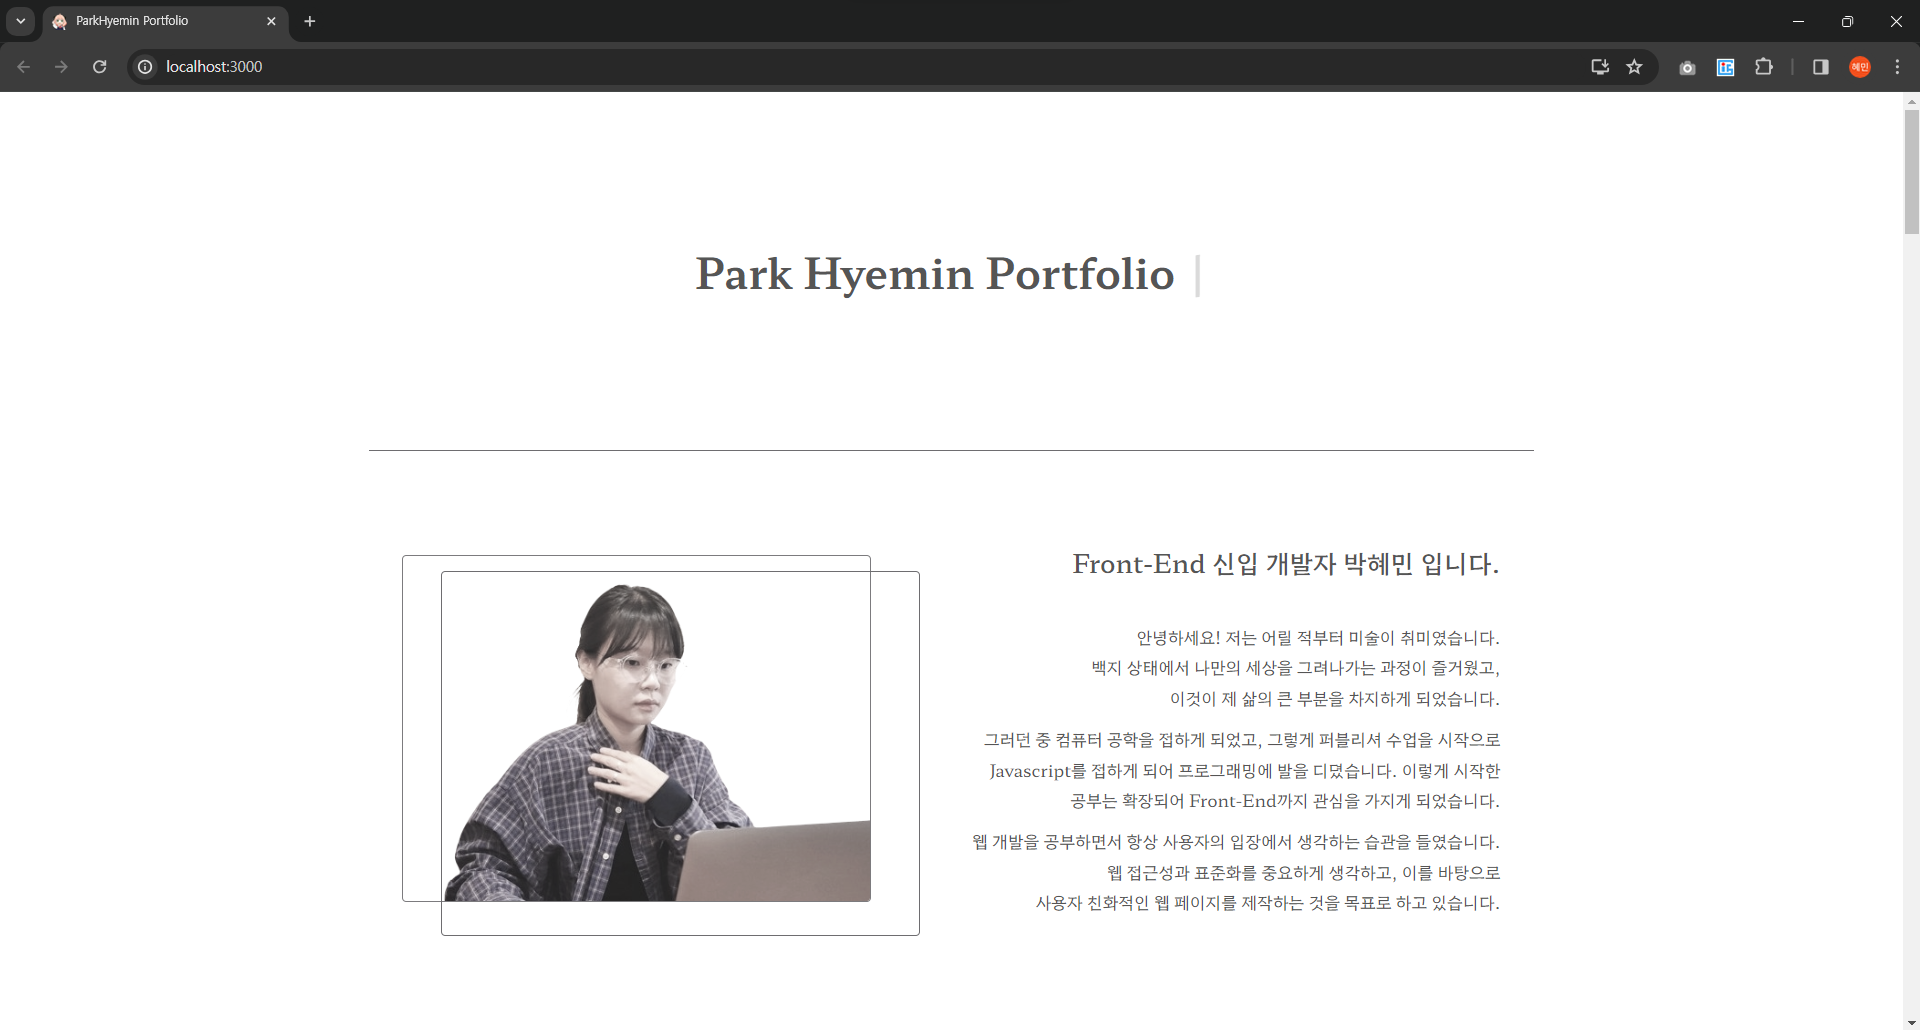 ParkHyemin Portfolio
localhost:3000
혜민
Park Hyemin Portfolio
Front-End 신입 개발자 박혜민 입니다.
안녕하세요! 저는 어릴 적부터 미술이 취미였습니다.
백지 상태에서 나만의 세상을 그려나가는 과정이 즐거웠고,
이것이 제 삶의 큰 부분을 차지하게 되었습니다.
그러던 중 컴퓨터 공학을 접하게 되었고, 그렇게 퍼블리셔 수업을 시작으로
Javascript를 접하게 되어 프로그래밍에 발을 디뎠습니다. 이렇게 시작한
공부는 확장되어 Front-End까지 관심을 가지게 되었습니다.
웹 개발을 공부하면서 항상 사용자의 입장에서 생각하는 습관을 들였습니다.
웹 접근성과 표준화를 중요하게 생각하고, 이를 바탕으로
사용자 친화적인 웹 페이지를 제작하는 것을 목표로 하고 있습니다.